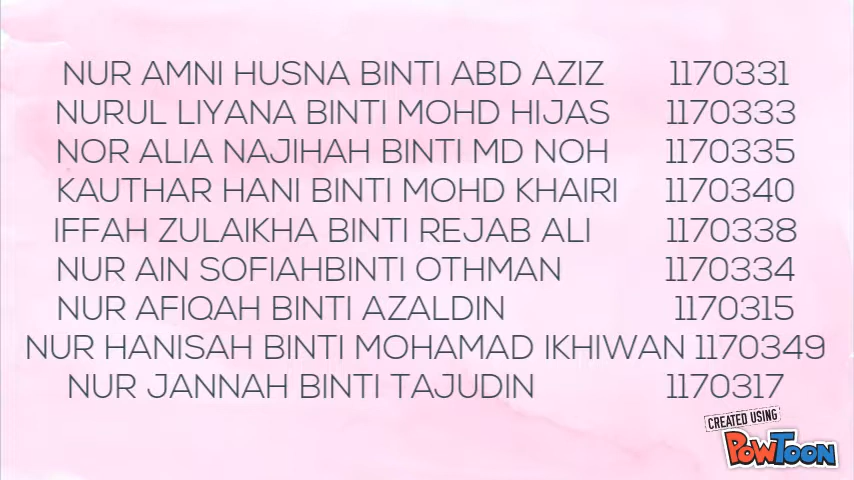 NUR AMNI HUSNA BINTI ABD AZIZ 1170331
NURUL LIYANA BINTI MOHD HIJAS 1170333
NOR ALIA NAJIHAH BINTI MD NOH 1170335
KAUTHAR HANI BINTI MOHD KHAIRI 1170340
IFFAH ZULAIKHA BINTI REJAB ALI 1170338
NUR AIN SOFIAHBINTI OTHMAN 1170334
NUR AFIQAH BINTI AZALDIN 1170315
NUR HANISAH BINTI MOHAMAD IKHIWAN 1170349
NUR JANNAH BINTI TAJUDIN 1170317
CREATED USING
POWTOON